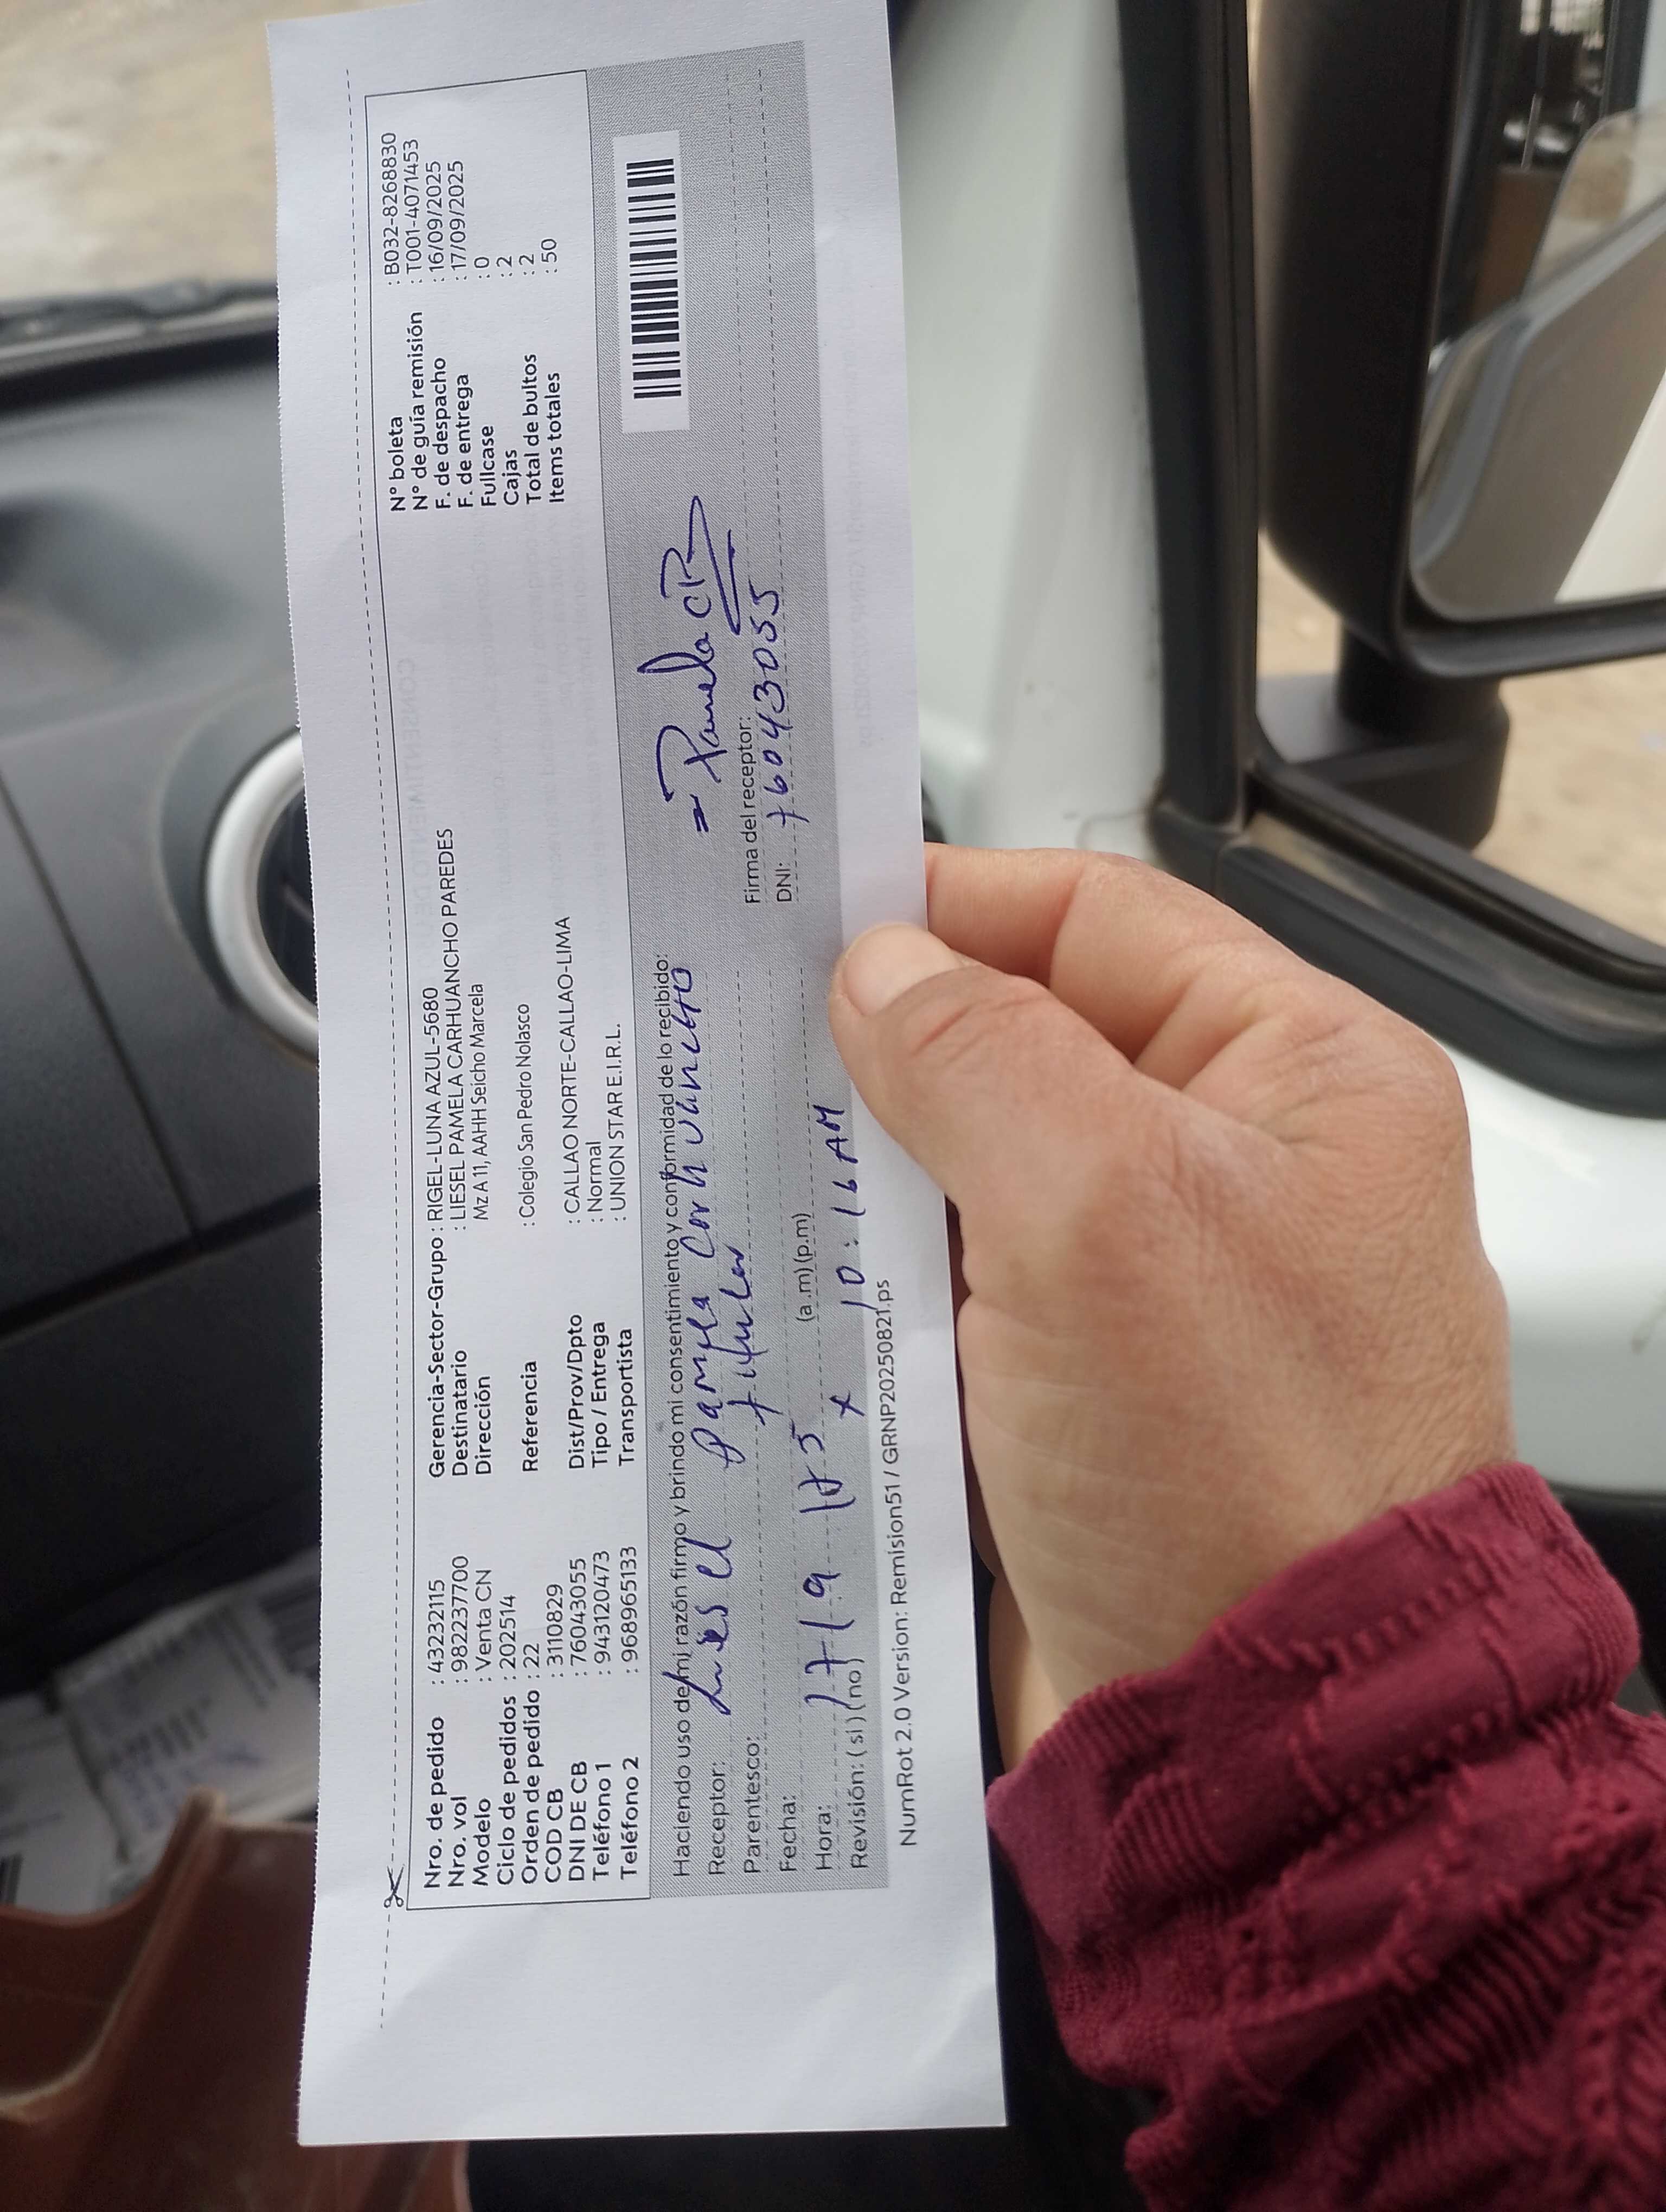 Nro. de pedido : 43232115
Nro. vol : 982237700
Modelo : Venta CN
Ciclo de pedidos : 202514
Orden de pedido : 22
COD CB : 3110829
DNI DE CB : 76043055
Teléfono 1 : 943120473
Teléfono 2 : 968965133
Gerencia-Sector-Grupo : RIGEL-LUNA AZUL-5680
Destinatario : LIESEL PAMELA CARHUANCHO PAREDES
Dirección Mz A 11, AAHH Seicho Marcela
Referencia : Colegio San Pedro Nolasco
Dist/Prov/Dpto : CALLAO NORTE-CALLAO-LIMA
Tipo / Entrega : Normal
Transportista : UNION STAR E.I.R.L.
N° boleta : B032-8268830
N° de guía remisión : T001-4071453
F. de despacho : 16/09/2025
F. de entrega : 17/09/2025
Fullcase : 0
Cajas : 2
Total de bultos : 2
Items totales : 50
Haciendo uso de mi razón firmo y brindo mi consentimiento y conformidad de lo recibido:
Receptor: Liesel Pamela Carhuancho
Parentesco: titular
Fecha: 17/9
Hora: (a.m) (p.m)
Revisión: (si) (no) x 10:16 AM
Pamela CR
Firma del receptor:
DNI: 76043055
NumRot 2.0 Version: Remision51 / GRNP20250821.ps